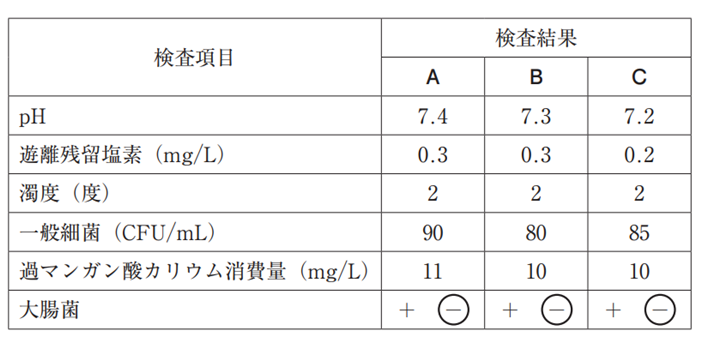 検査項目 検査結果
A B C
pH 7.4 7.3 7.2
遊離残留塩素（mg/L） 0.3 0.3 0.2
濁度（度） 2 2 2
一般細菌（CFU/mL） 90 80 85
過マンガン酸カリウム消費量（mg/L） 11 10 10
大腸菌 + − + − + −